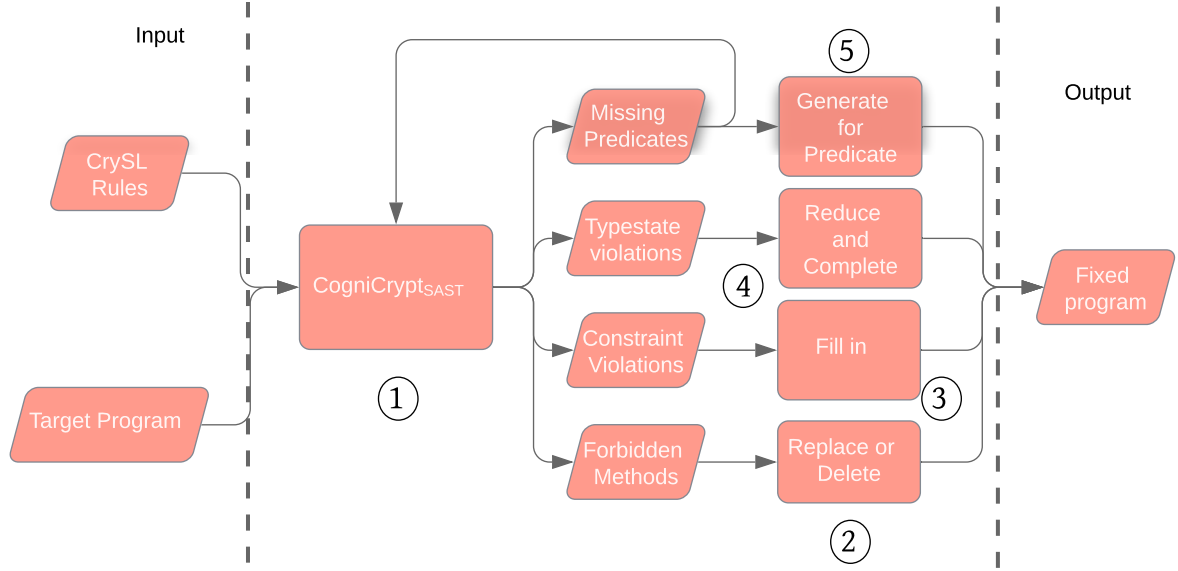 Input
CrySL
Rules
Target Program
CogniCryptSAST
1
Missing
Predicates
Typestate
violations
Constraint
Violations
Forbidden
Methods
5
Generate
for
Predicate
Reduce
and
Complete
4
Fill in
3
Replace or
Delete
2
Output
Fixed
program